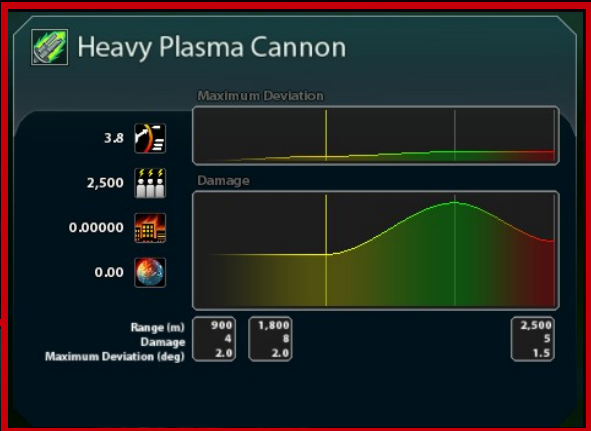 Heavy Plasma Cannon
Maximum Deviation
3.8
2,500
Damage
0.00000
0.00
Range (m) 900 1,800 2,500
Damage 4 8 5
Maximum Deviation (deg) 2.0 2.0 1.5